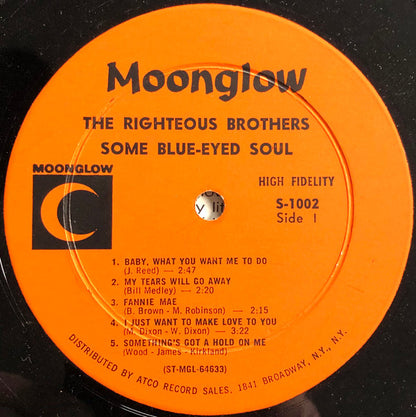 Moonglow
THE RIGHTEOUS BROTHERS
SOME BLUE-EYED SOUL
MOONGLOW
HIGH FIDELITY
S-1002
Side 1
1. BABY, WHAT YOU WANT ME TO DO
(J. Reed) — 2:47
2. MY TEARS WILL GO AWAY
(Bill Medley) — 2:20
3. FANNIE MAE
(B. Brown - M. Robinson) — 2:15
4. I JUST WANT TO MAKE LOVE TO YOU
(M. Dixon - W. Dixon) — 3:22
5. SOMETHING'S GOT A HOLD ON ME
(Wood - James - Kirkland)
(ST-MGL-64633)
DISTRIBUTED BY ATCO RECORD SALES, 1841 BROADWAY, N.Y., N.Y.